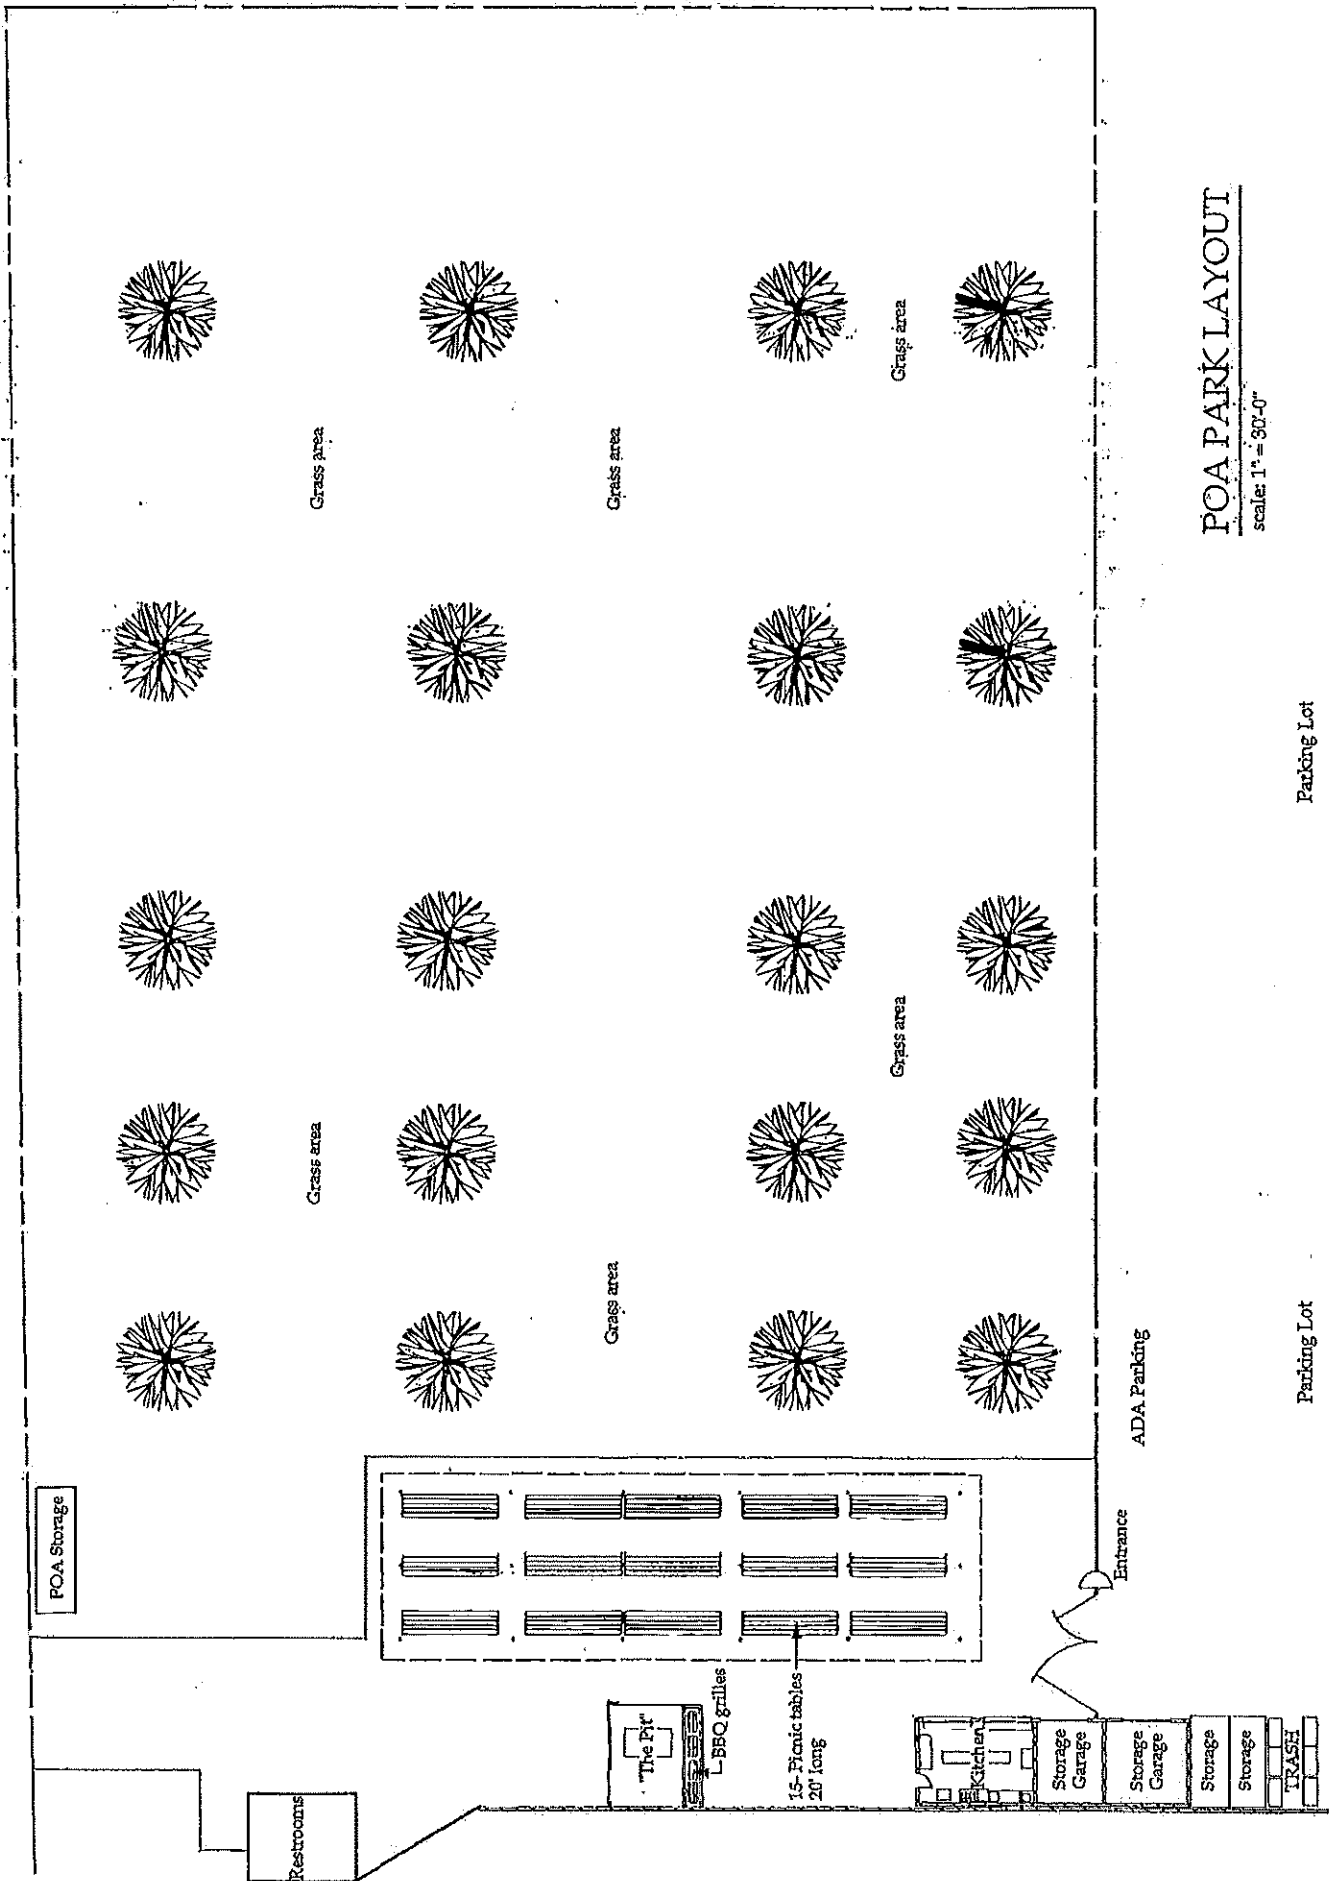 POA PARK LAYOUT
scale: 1" = 30'-0"
Grass area
Grass area
Grass area
Grass area
Grass area
Grass area
POA Storage
Restrooms
"The Pit"
BBQ grilles
15- Picnic tables
20' long
Kitchen
Storage
Garage
Storage
Garage
Storage
Storage
TRASH
Entrance
ADA Parking
Parking Lot
Parking Lot